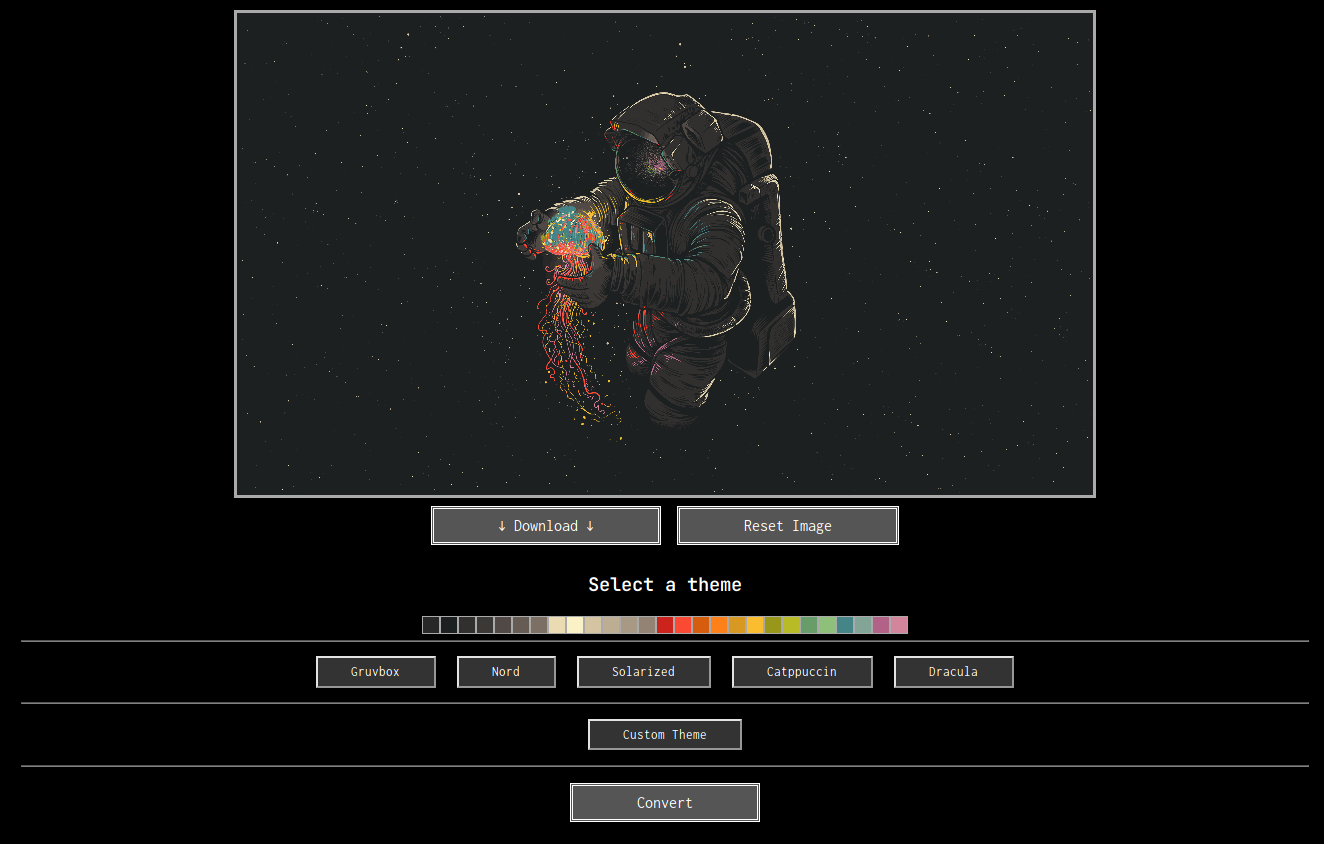 ↓ Download ↓ Reset Image
Select a theme
Gruvbox Nord Solarized Catppuccin Dracula
Custom Theme
Convert